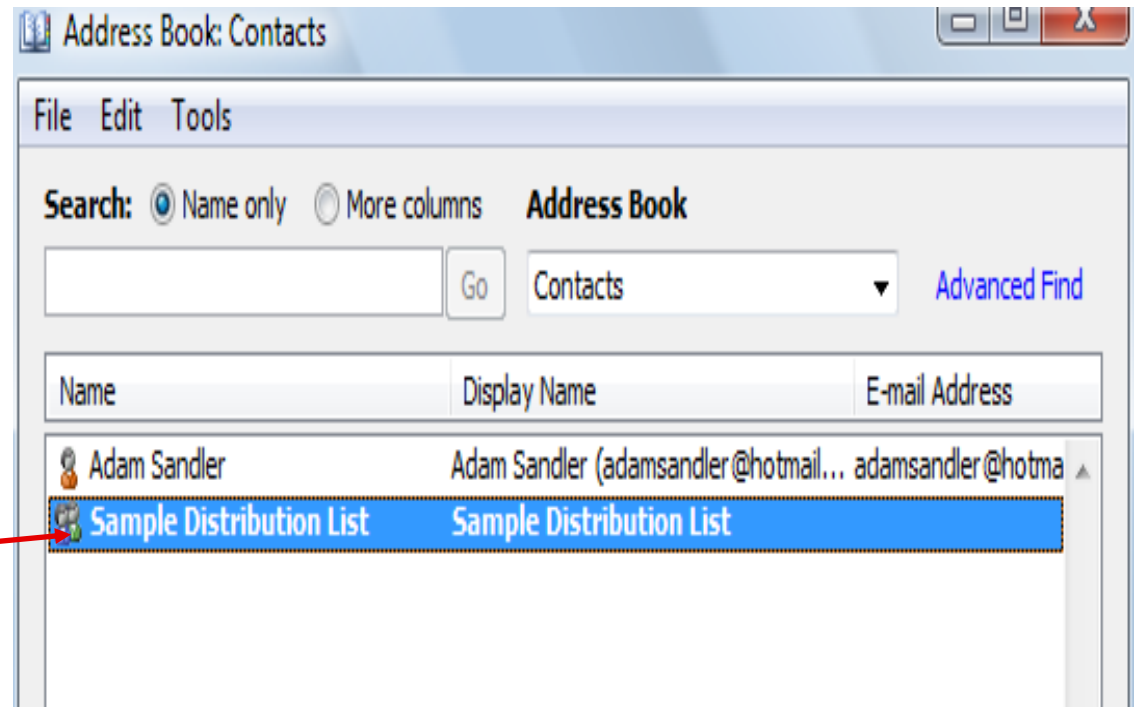 Address Book: Contacts
File Edit Tools
Search: Name only More columns Address Book
Go Contacts Advanced Find
Name Display Name E-mail Address
Adam Sandler Adam Sandler (adamsandler@hotmail... adamsandler@hotma
Sample Distribution List Sample Distribution List